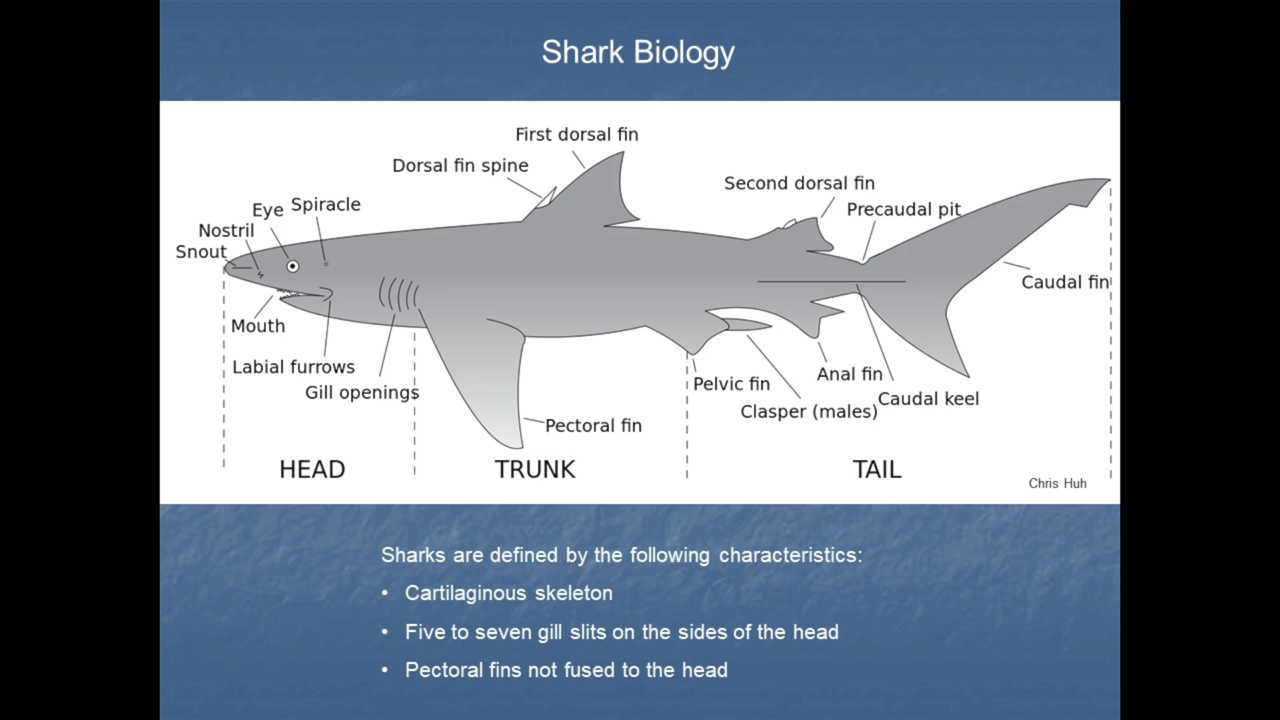 Shark Biology
First dorsal fin
Dorsal fin spine
Second dorsal fin
Spiracle
Eye
Precaudal pit
Nostril
Snout
Caudal fin
Mouth
Labial furrows
Gill openings
Anal fin
Pelvic fin
Caudal keel
Clasper (males)
Pectoral fin
HEAD TRUNK TAIL
Chris Huh
Sharks are defined by the following characteristics:
• Cartilaginous skeleton
• Five to seven gill slits on the sides of the head
• Pectoral fins not fused to the head